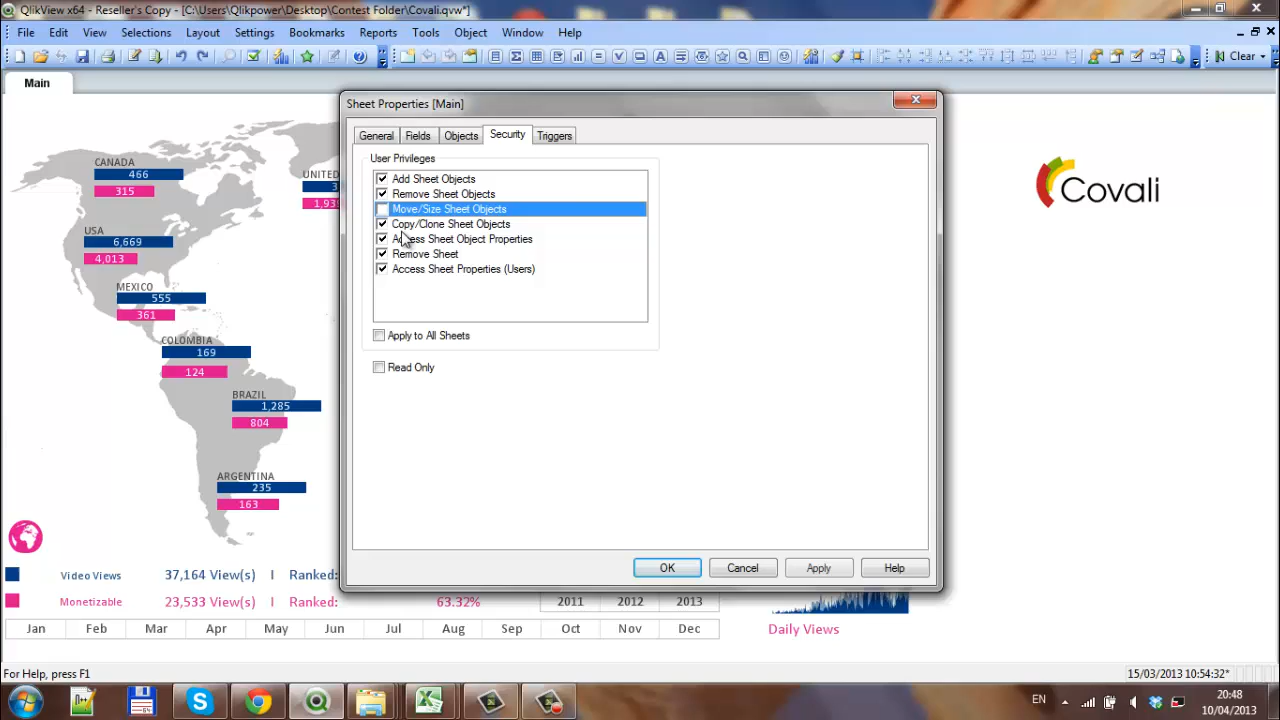 QlikView x64 - Reseller's Copy - [C:\Users\Qlikpower\Desktop\Contest Folder\Covali.qvw*]
File Edit View Selections Layout Settings Bookmarks Reports Tools Object Window Help
Clear
Main
Sheet Properties [Main]
General Fields Objects Security Triggers
User Privileges
Add Sheet Objects
Remove Sheet Objects
Move/Size Sheet Objects
Copy/Clone Sheet Objects
Access Sheet Object Properties
Remove Sheet
Access Sheet Properties (Users)
Apply to All Sheets
Read Only
OK Cancel Apply Help
CANADA
466
315
UNITED
USA
6,669
4,013
MEXICO
555
361
COLOMBIA
169
124
BRAZIL
1,285
804
ARGENTINA
235
163
Covali
Video Views 37,164 View(s) I Ranked:
Monetizable 23,533 View(s) I Ranked: 63.32% 2011 2012 2013
Jan Feb Mar Apr May Jun Jul Aug Sep Oct Nov Dec
Daily Views
For Help, press F1
15/03/2013 10:54:32*
EN
20:48
10/04/2013